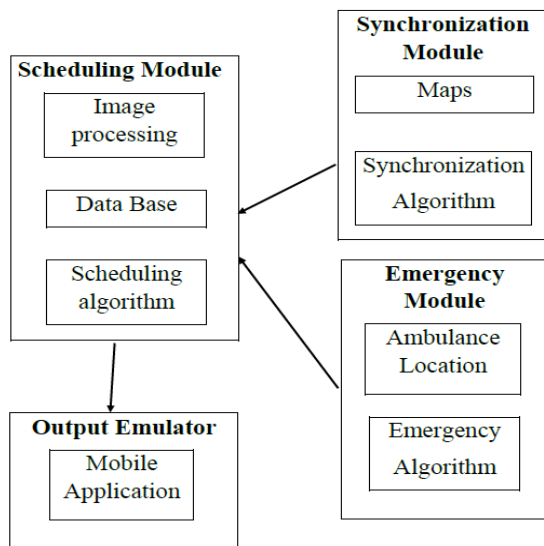 Scheduling Module
Image
processing
Data Base
Scheduling
algorithm
Synchronization
Module
Maps
Synchronization
Algorithm
Emergency
Module
Ambulance
Location
Emergency
Algorithm
Output Emulator
Mobile
Application